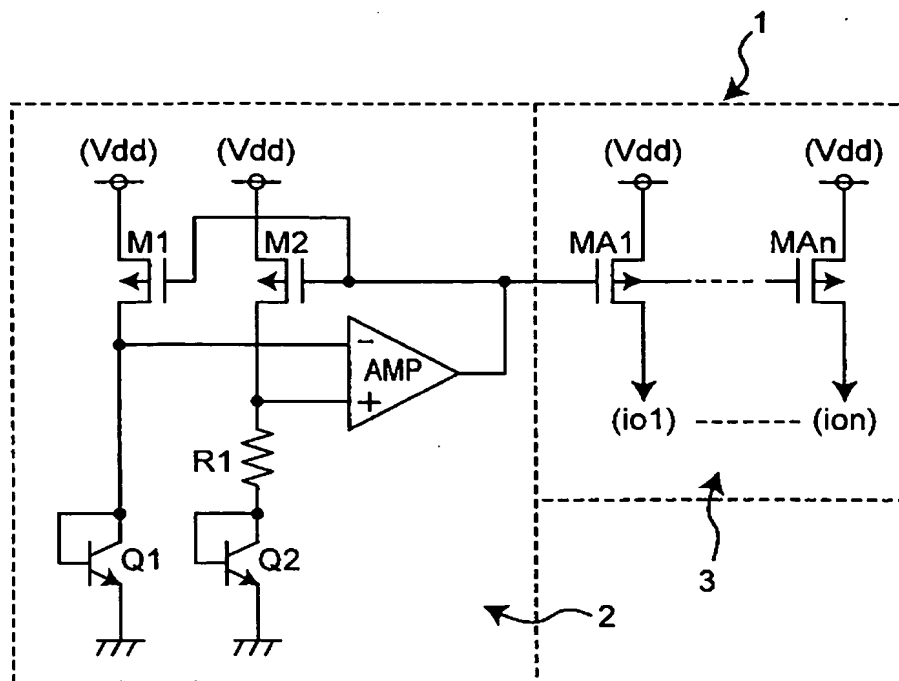 1
(Vdd) (Vdd) (Vdd) (Vdd)
M1 M2 MA1 MAn
- AMP +
(io1) (ion)
R1
Q1 Q2
3
2